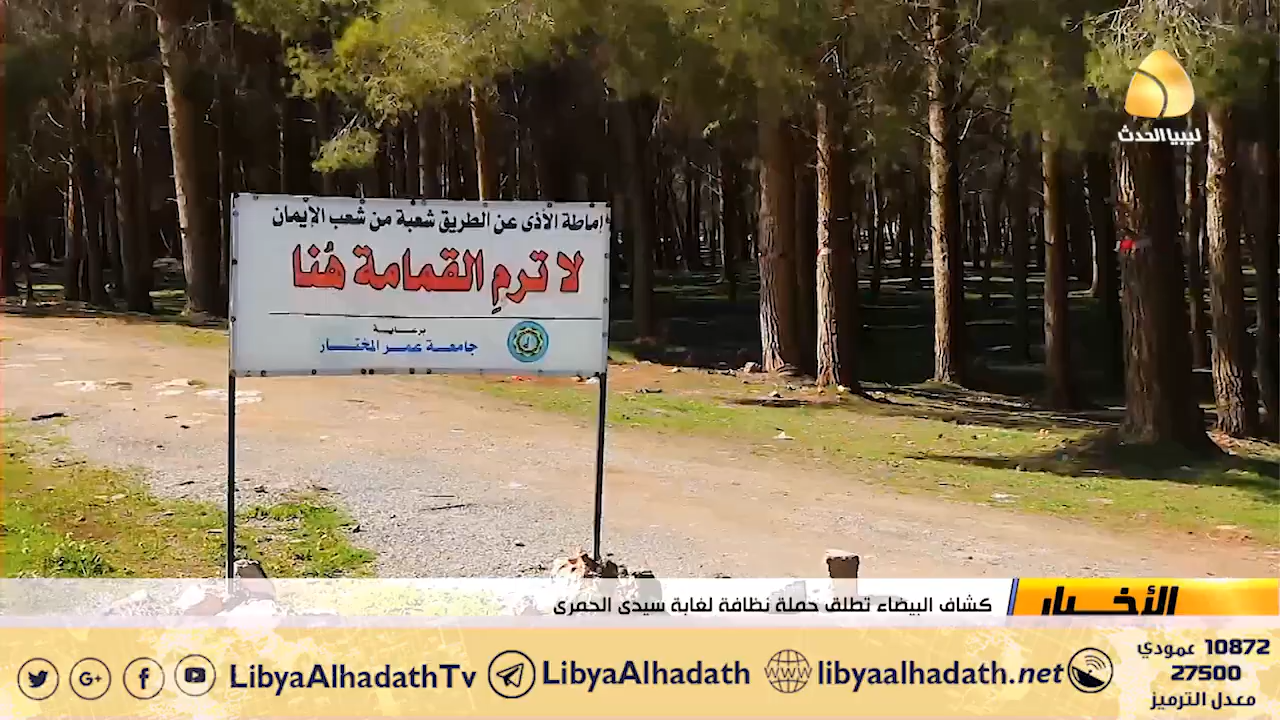 ليبيا الحدث
إماطة الأذى عن الطريق شعبة من شعب الإيمان
لا ترمِ القمامة هُنا
برعاية
جامعة عمر المختار
الأخبار
كشاف البيضاء تطلق حملة نظافة لغابة سيدي الحمري
LibyaAlhadathTv
LibyaAlhadath
libyaalhadath.net
10872 عمودي
27500
معدل الترميز